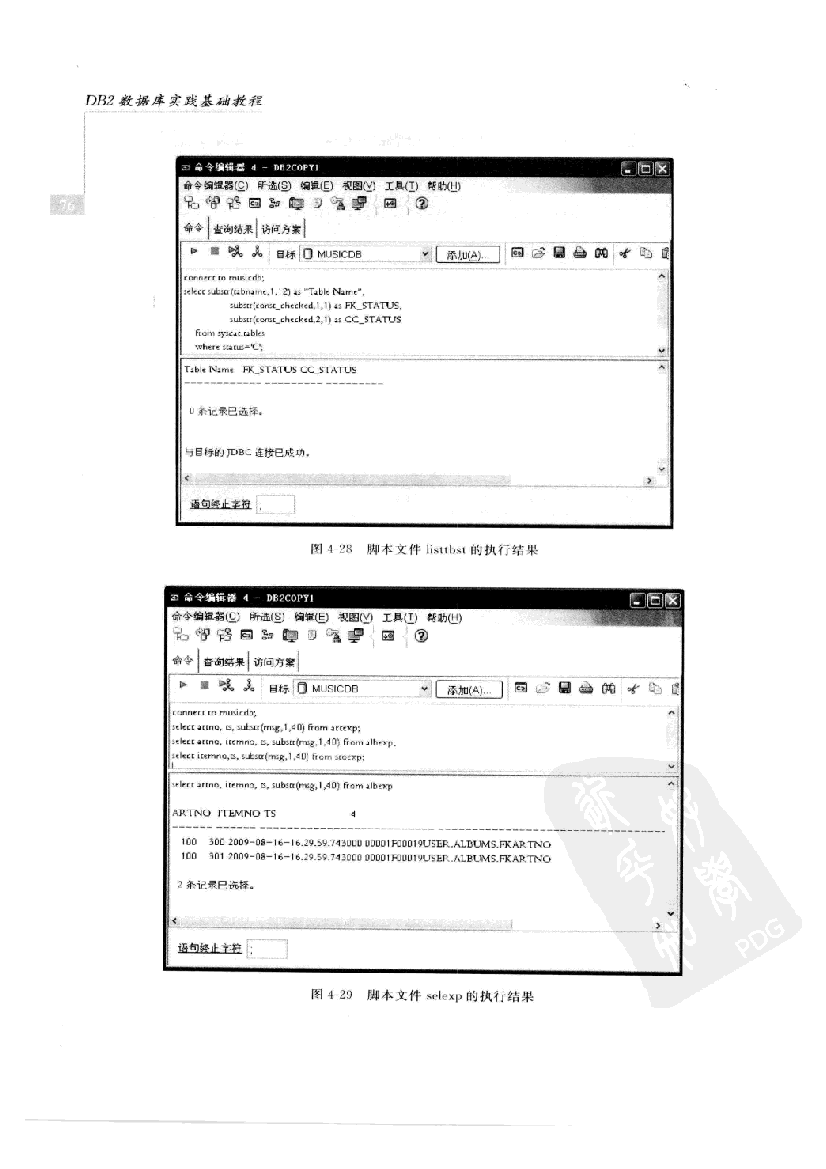 DB2 数据库实践基础教程
76
命令编辑器 4 - DB2COPY1
命令编辑器(C) 所选(S) 编辑(E) 视图(V) 工具(T) 帮助(H)
命令 查询结果 访问方案
目标 MUSICDB 添加(A)...
connect to musicdb;
select substr(tabname,1,12) as "Table Name",
substr(const_checked,1,1) as FK_STATUS,
substr(const_checked,2,1) as CC_STATUS
from syscat.tables
where status='C';
Table Name FK_STATUS CC_STATUS
0 条记录已选择。
与目标的 JDBC 连接已成功。
语句终止字符 ;
图 4-28 脚本文件 listtbst 的执行结果
命令编辑器 4 - DB2COPY1
命令编辑器(C) 所选(S) 编辑(E) 视图(V) 工具(T) 帮助(H)
命令 查询结果 访问方案
目标 MUSICDB 添加(A)...
connect to musicdb;
select artno, ts, substr(msg,1,40) from artexp;
select artno, itemno, ts, substr(msg,1,40) from albexp;
select itemno,ts, substr(msg,1,40) from stoexp;
select artno, itemno, ts, substr(msg,1,40) from albexp
ARTNO ITEMNO TS 4
100 300 2009-08-16-16.29.59.743000 00001F00019USER.ALBUMS.FKARTNO
100 301 2009-08-16-16.29.59.743000 00001F00019USER.ALBUMS.FKARTNO
2 条记录已选择。
语句终止字符 ;
PDG
图 4-29 脚本文件 selexp 的执行结果